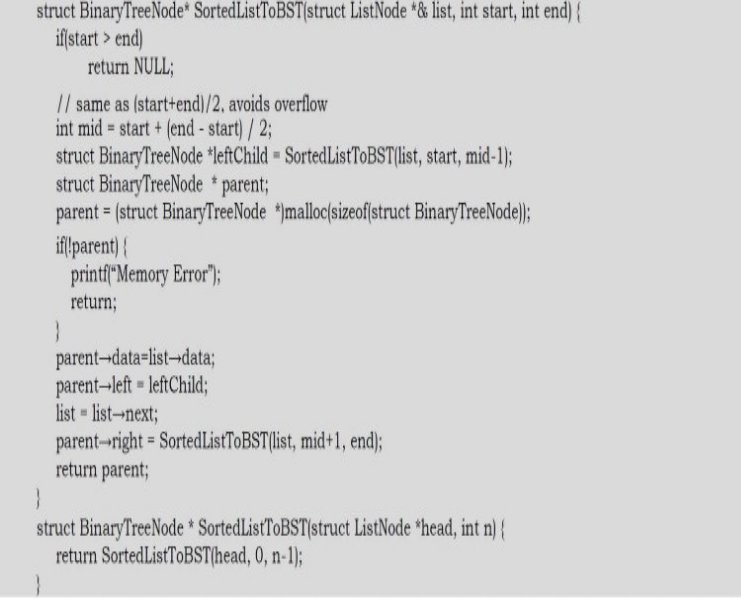 struct BinaryTreeNode* SortedListToBST(struct ListNode *& list, int start, int end) {
if(start > end)
return NULL;
// same as (start+end)/2, avoids overflow
int mid = start + (end - start) / 2;
struct BinaryTreeNode *leftChild = SortedListToBST(list, start, mid-1);
struct BinaryTreeNode * parent;
parent = (struct BinaryTreeNode *)malloc(sizeof(struct BinaryTreeNode));
if(!parent) {
printf("Memory Error");
return;
}
parent→data=list→data;
parent→left = leftChild;
list = list→next;
parent→right = SortedListToBST(list, mid+1, end);
return parent;
}
struct BinaryTreeNode * SortedListToBST(struct ListNode *head, int n) {
return SortedListToBST(head, 0, n-1);
}